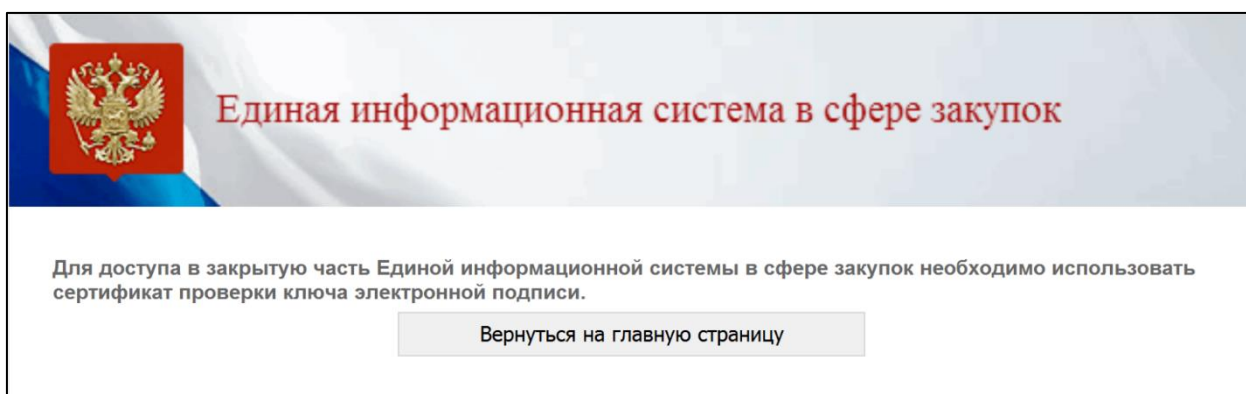 Единая информационная система в сфере закупок
Для доступа в закрытую часть Единой информационной системы в сфере закупок необходимо использовать
сертификат проверки ключа электронной подписи.
Вернуться на главную страницу